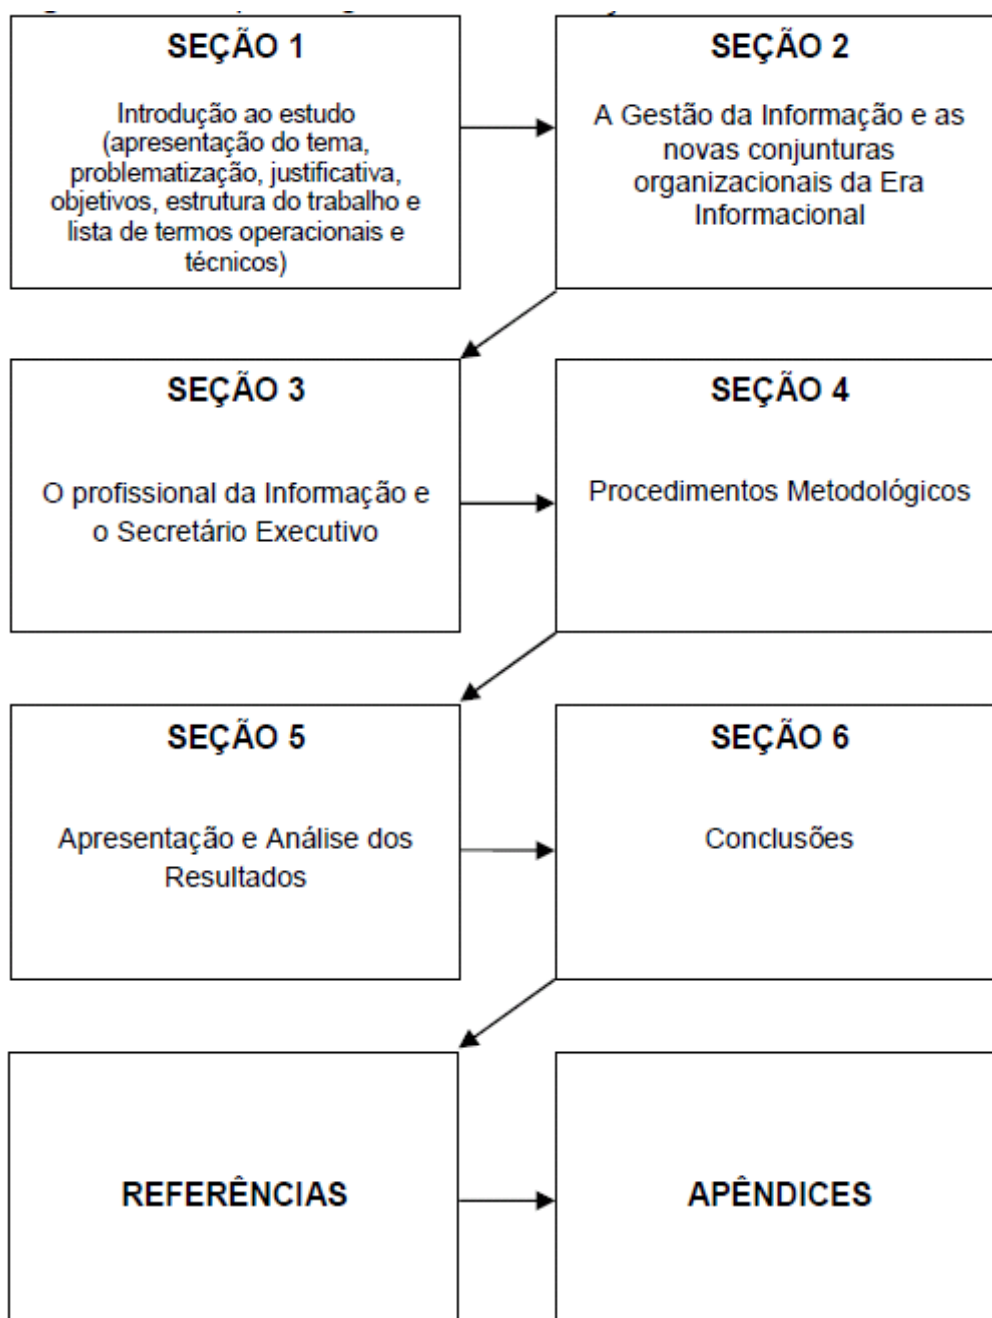 SEÇÃO 1
Introdução ao estudo
(apresentação do tema,
problematização, justificativa,
objetivos, estrutura do trabalho e
lista de termos operacionais e
técnicos)
SEÇÃO 2
A Gestão da Informação e as
novas conjunturas
organizacionais da Era
Informacional
SEÇÃO 3
O profissional da Informação e
o Secretário Executivo
SEÇÃO 4
Procedimentos Metodológicos
SEÇÃO 5
Apresentação e Análise dos
Resultados
SEÇÃO 6
Conclusões
REFERÊNCIAS
APÊNDICES